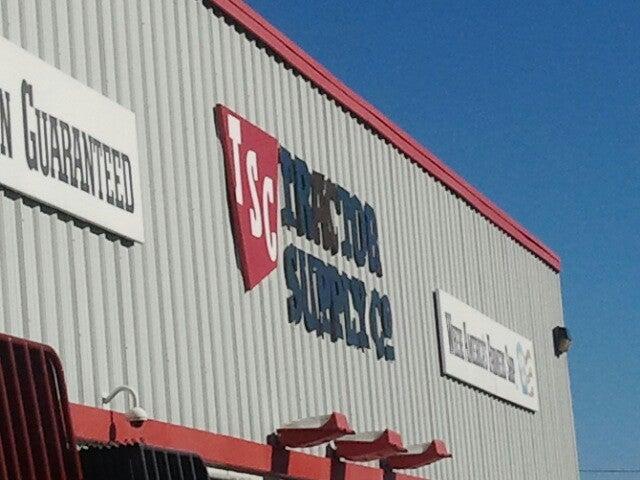 N GUARANTEED
TSC
TRACTOR
SUPPLY CO